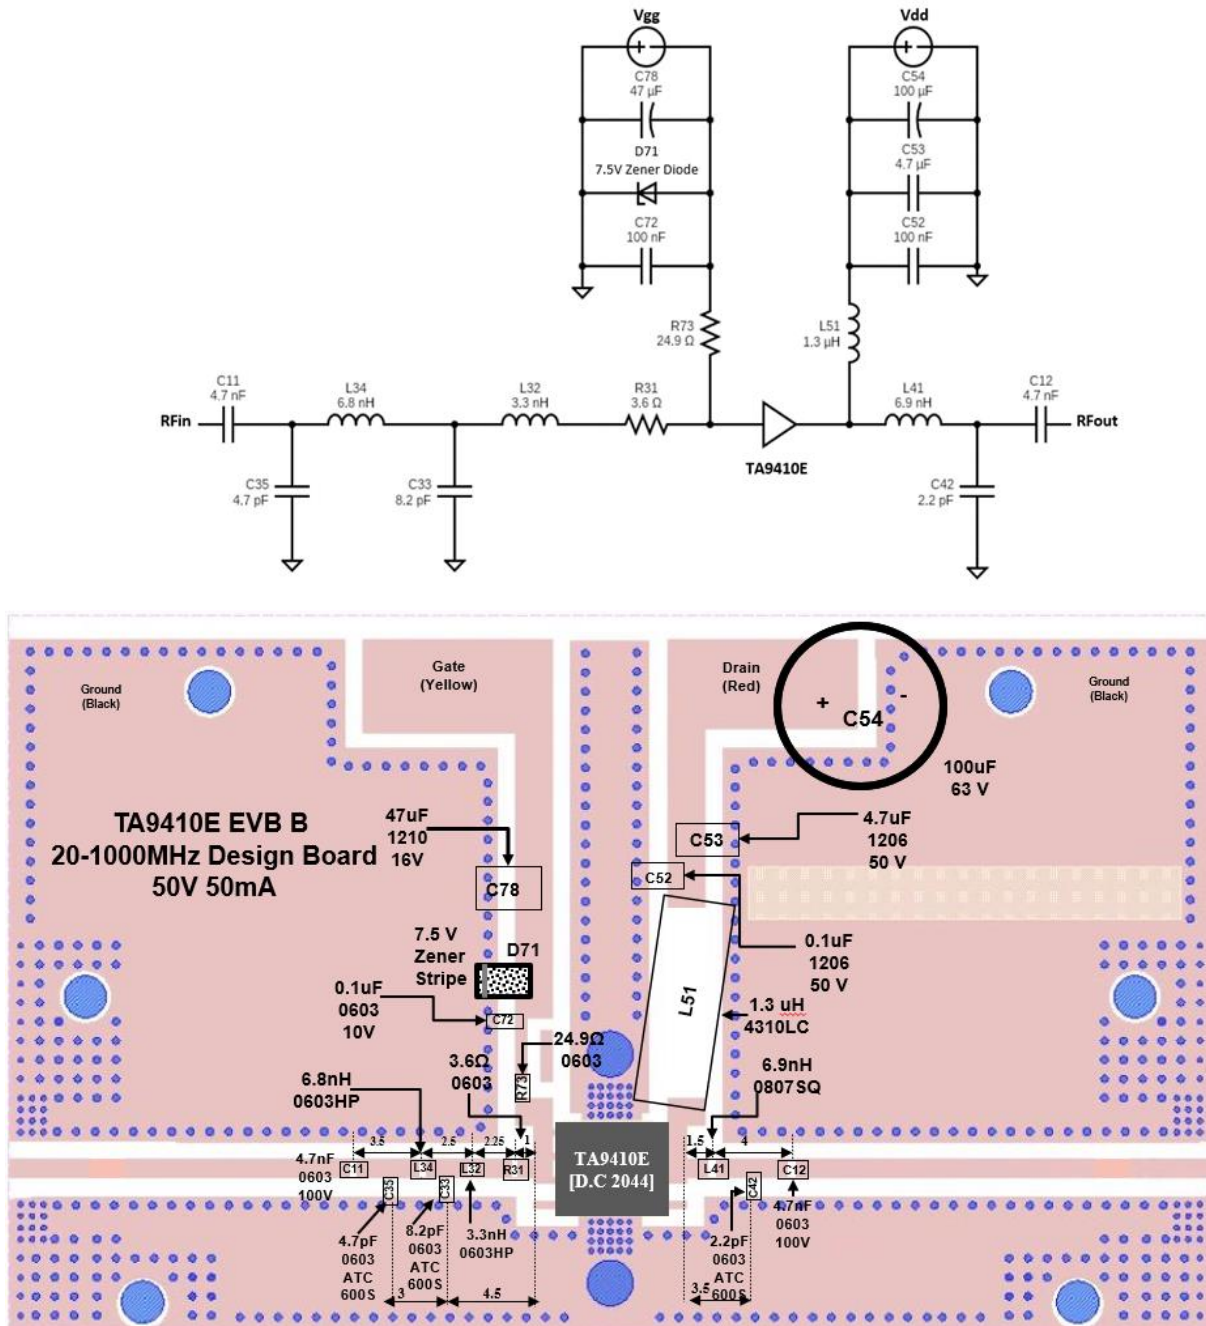 Vgg
Vdd
C78
47 µF
C54
100 µF
D71
7.5V Zener Diode
C53
4.7 µF
C72
100 nF
C52
100 nF
R73
24.9 Ω
L51
1.3 µH
C11
4.7 nF
L34
6.8 nH
L32
3.3 nH
R31
3.6 Ω
L41
6.9 nH
C12
4.7 nF
RFin
RFout
TA9410E
C35
4.7 pF
C33
8.2 pF
C42
2.2 pF
Ground
(Black)
Gate
(Yellow)
Drain
(Red)
Ground
(Black)
+ C54 -
100uF
63 V
TA9410E EVB B
20-1000MHz Design Board
50V 50mA
47uF
1210
16V
C78
C53
4.7uF
1206
50 V
C52
7.5 V
Zener
Stripe
D71
0.1uF
1206
50 V
0.1uF
0603
10V
C72
L51
1.3 uH
4310LC
24.9Ω
0603
3.6Ω
0603
R73
6.8nH
0603HP
6.9nH
0807SQ
3.5
2.5
2.25
1
1.5
4
4.7nF
0603
100V
C11
L34
L32
R31
TA9410E
[D.C 2044]
L41
C12
C35
C33
C42
4.7pF
0603
ATC
600S
8.2pF
0603
ATC
600S
3.3nH
0603HP
2.2pF
0603
ATC
600S
4.7nF
0603
100V
3
4.5
3.5